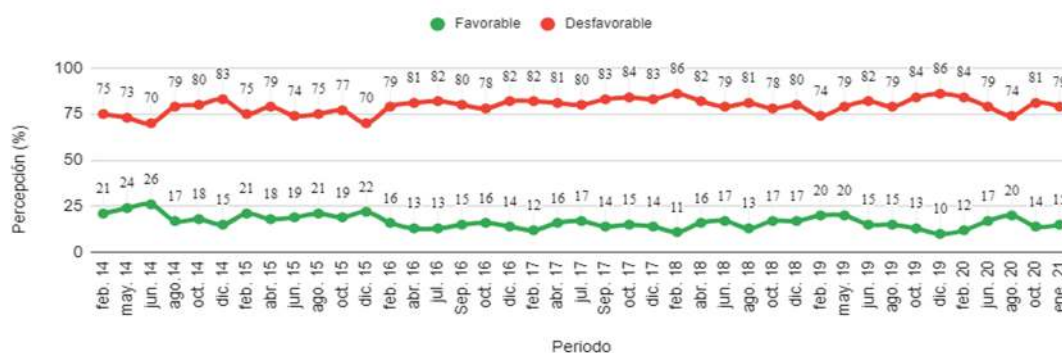 Favorable Desfavorable
100
75 73 70 79 80 83 75 79 74 75 77 70 79 81 82 80 78 82 82 81 80 83 84 83 86 82 79 81 78 80 74 79 82 79 84 86 84 79 74 81 79
75
50
21 24 26 17 18 15 21 18 19 21 19 22 16 13 13 15 16 14 12 16 17 14 15 14 11 16 17 13 17 17 20 20 15 15 13 10 12 17 20 14
25
0
Percepción (%)
feb. 14
may. 14
jun. 14
ago. 14
oct. 14
dic. 14
feb. 15
abr. 15
jun. 15
ago. 15
oct. 15
dic. 15
feb. 16
abr. 16
jul. 16
Sep. 16
oct. 16
dic. 16
feb. 17
abr. 17
jul. 17
Sep. 17
oct. 17
dic. 17
feb. 18
abr. 18
jun. 18
ago. 18
oct. 18
dic. 18
feb. 19
may. 19
jun. 19
ago. 19
oct. 19
dic. 19
feb. 20
jun. 20
ago. 20
oct. 20
ene. 21
Periodo